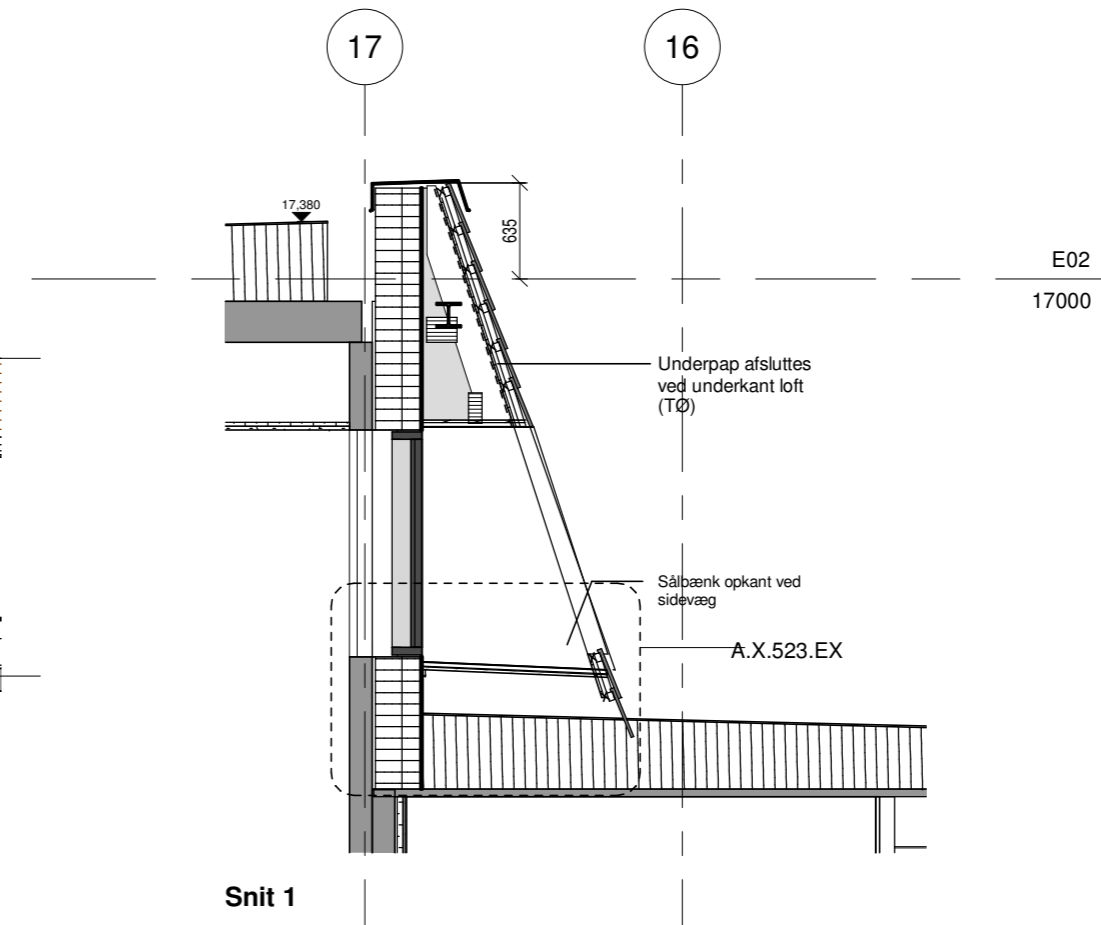 17
16
17,380
635
E02
17000
Underpap afsluttes
ved underkant loft
(TØ)
Sålbænk opkant ved
sidevæg
A.X.523.EX
Snit 1